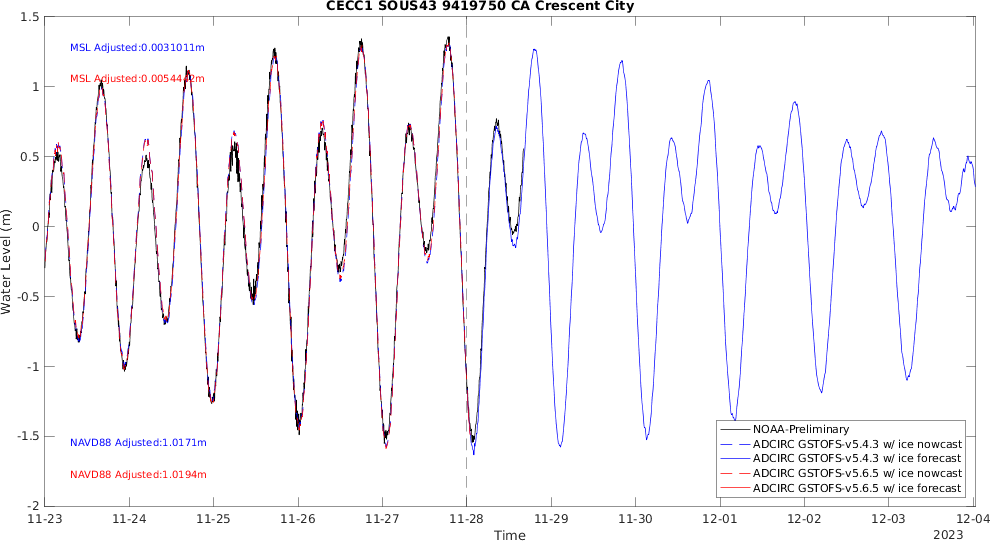 CECC1 SOUS43 9419750 CA Crescent City
1.5
1
0.5
0
-0.5
-1
-1.5
-2
Water Level (m)
MSL Adjusted:0.0031011m
MSL Adjusted:
NAVD88 Adjusted:1.0171m
NAVD88 Adjusted:1.0194m
NOAA-Preliminary
ADCIRC GSTOFS-v5.4.3 w/ ice nowcast
ADCIRC GSTOFS-v5.4.3 w/ ice forecast
ADCIRC GSTOFS-v5.6.5 w/ ice nowcast
ADCIRC GSTOFS-v5.6.5 w/ ice forecast
11-23
11-24
11-25
11-26
11-27
11-28
11-29
11-30
12-01
12-02
12-03
12-04
Time
2023